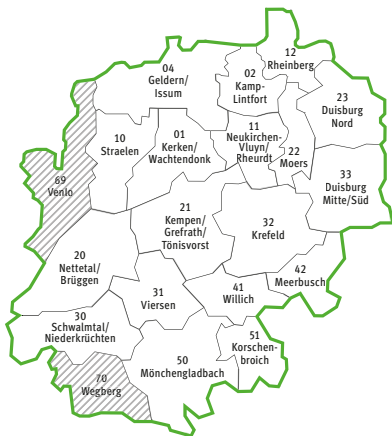 12
Rheinberg
04
Geldern/
Issum
02
Kamp-
Lintfort
23
Duisburg
Nord
10
Straelen
01
Kerken/
Wachtendonk
11
Neukirchen-
Vluyn/
Rheurdt
22
Moers
69
Venlo
33
Duisburg
Mitte/Süd
21
Kempen/
Grefrath/
Tönisvorst
32
Krefeld
20
Nettetal/
Brüggen
42
Meerbusch
41
Willich
31
Viersen
30
Schwalmtal/
Niederkrüchten
51
Korschen-
broich
50
Mönchengladbach
70
Wegberg